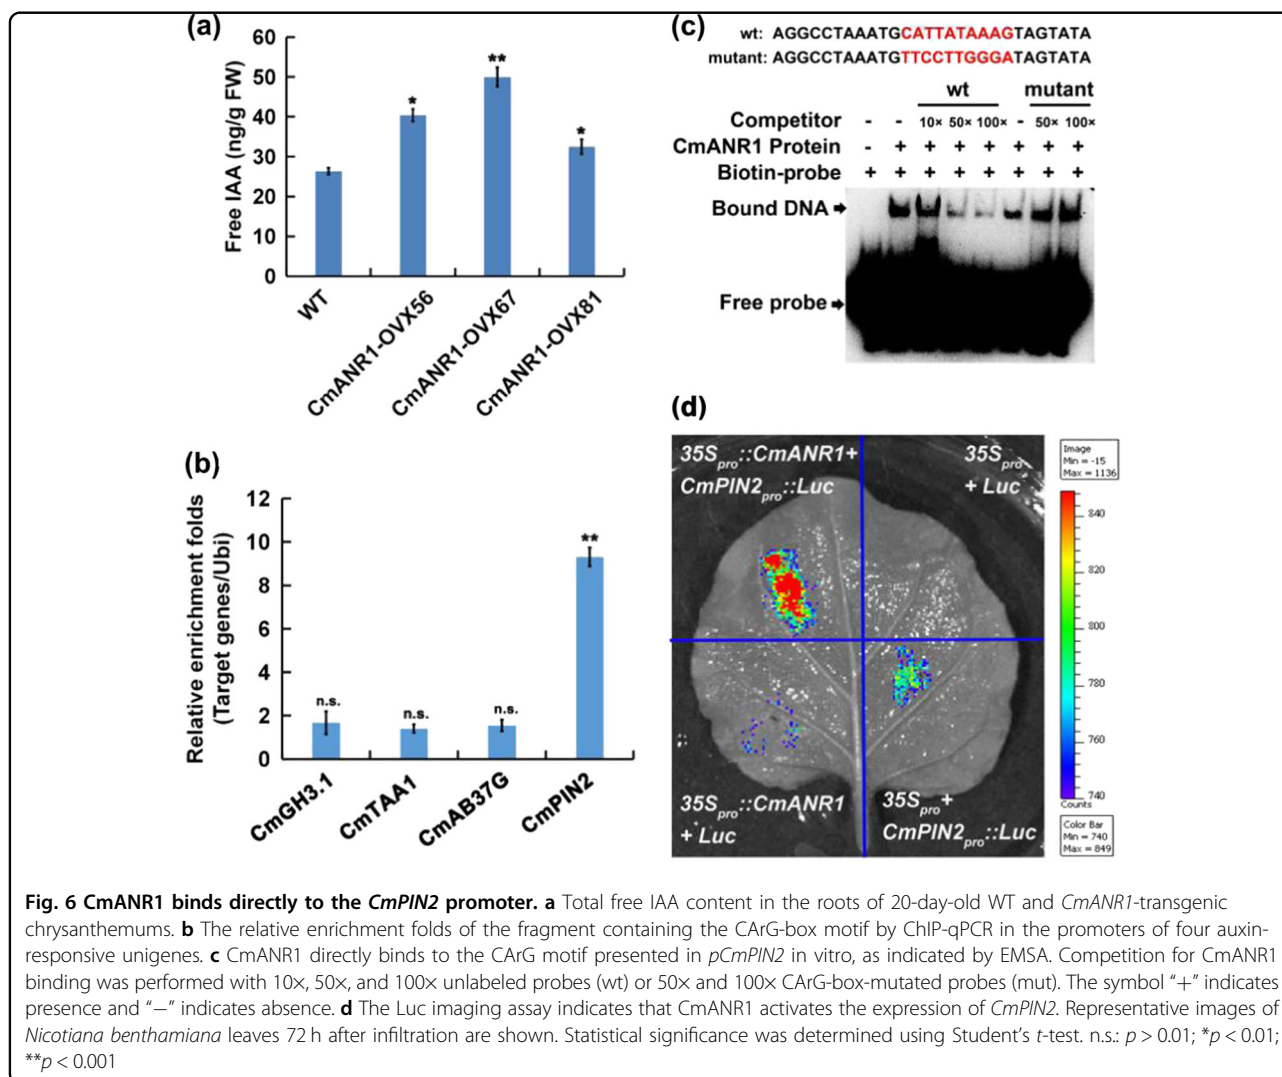 (a)
Free IAA (ng/g FW)
60
50
40
30
20
10
0
*
**
*
WT
CmANR1-OVX56
CmANR1-OVX67
CmANR1-OVX81
(b)
Relative enrichment folds
(Target genes/Ubi)
12
10
8
6
4
2
0
n.s.
n.s.
n.s.
**
CmGH3.1
CmTAA1
CmAB37G
CmPIN2
(c)
wt: AGGCCTAAATGCATTATAAAGTAGTATA
mutant: AGGCCTAAATGTTCCTTGGGATAGTATA
wt mutant
Competitor - - 10× 50× 100× - 50× 100×
CmANR1 Protein - + + + + + + +
Biotin-probe + + + + + + + +
Bound DNA
Free probe
(d)
35Spro::CmANR1+
CmPIN2pro::Luc
35Spro
+ Luc
35Spro::CmANR1
+ Luc
35Spro+
CmPIN2pro::Luc
Image
Min = -15
Max = 1136
840
820
800
780
760
740
Counts
Color Bar
Min = 740
Max = 849
Fig. 6 CmANR1 binds directly to the CmPIN2 promoter. a Total free IAA content in the roots of 20-day-old WT and CmANR1-transgenic
chrysanthemums. b The relative enrichment folds of the fragment containing the CArG-box motif by ChIP-qPCR in the promoters of four auxin-
responsive unigenes. c CmANR1 directly binds to the CArG motif presented in pCmPIN2 in vitro, as indicated by EMSA. Competition for CmANR1
binding was performed with 10×, 50×, and 100× unlabeled probes (wt) or 50× and 100× CArG-box-mutated probes (mut). The symbol “+” indicates
presence and “−” indicates absence. d The Luc imaging assay indicates that CmANR1 activates the expression of CmPIN2. Representative images of
Nicotiana benthamiana leaves 72 h after infiltration are shown. Statistical significance was determined using Student’s t-test. n.s.: p > 0.01; *p < 0.01;
**p < 0.001